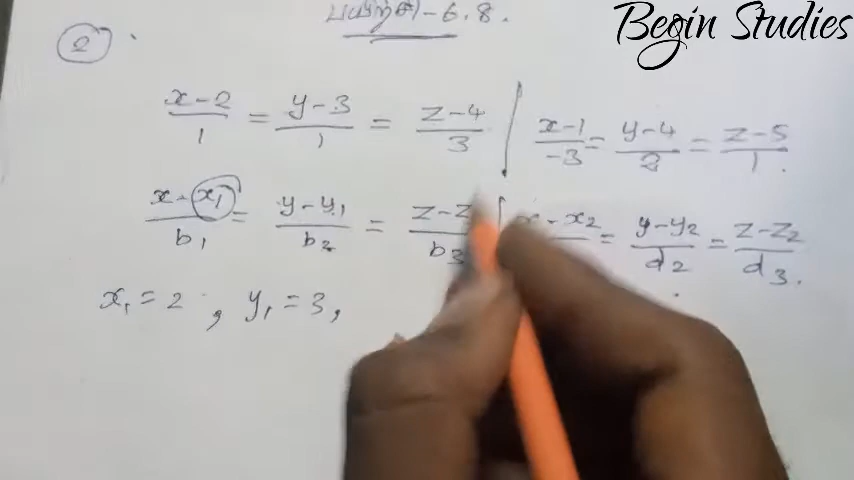 Begin Studies
பயிற்சி - 6.8.
2.
x-2/1 = y-3/1 = z-4/3 | x-1/-3 = y-4/2 = z-5/1.
x-x₁/b₁ = y-y₁/b₂ = z-z /b₃ | x-x₂ = y-y₂/d₂ = z-z₂/d₃.
x₁ = 2, y₁ = 3,